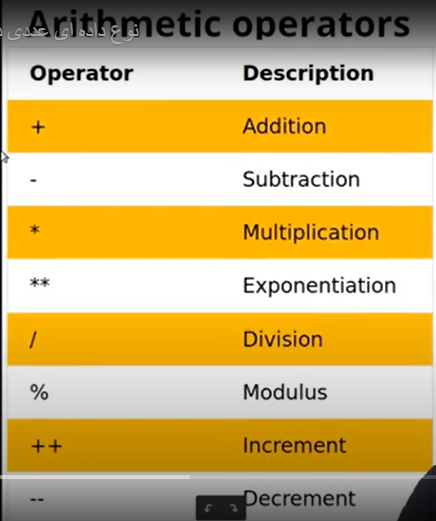 Arithmetic operators
نوع داده ای عددی د
Operator Description
+ Addition
- Subtraction
* Multiplication
** Exponentiation
/ Division
% Modulus
++ Increment
-- Decrement